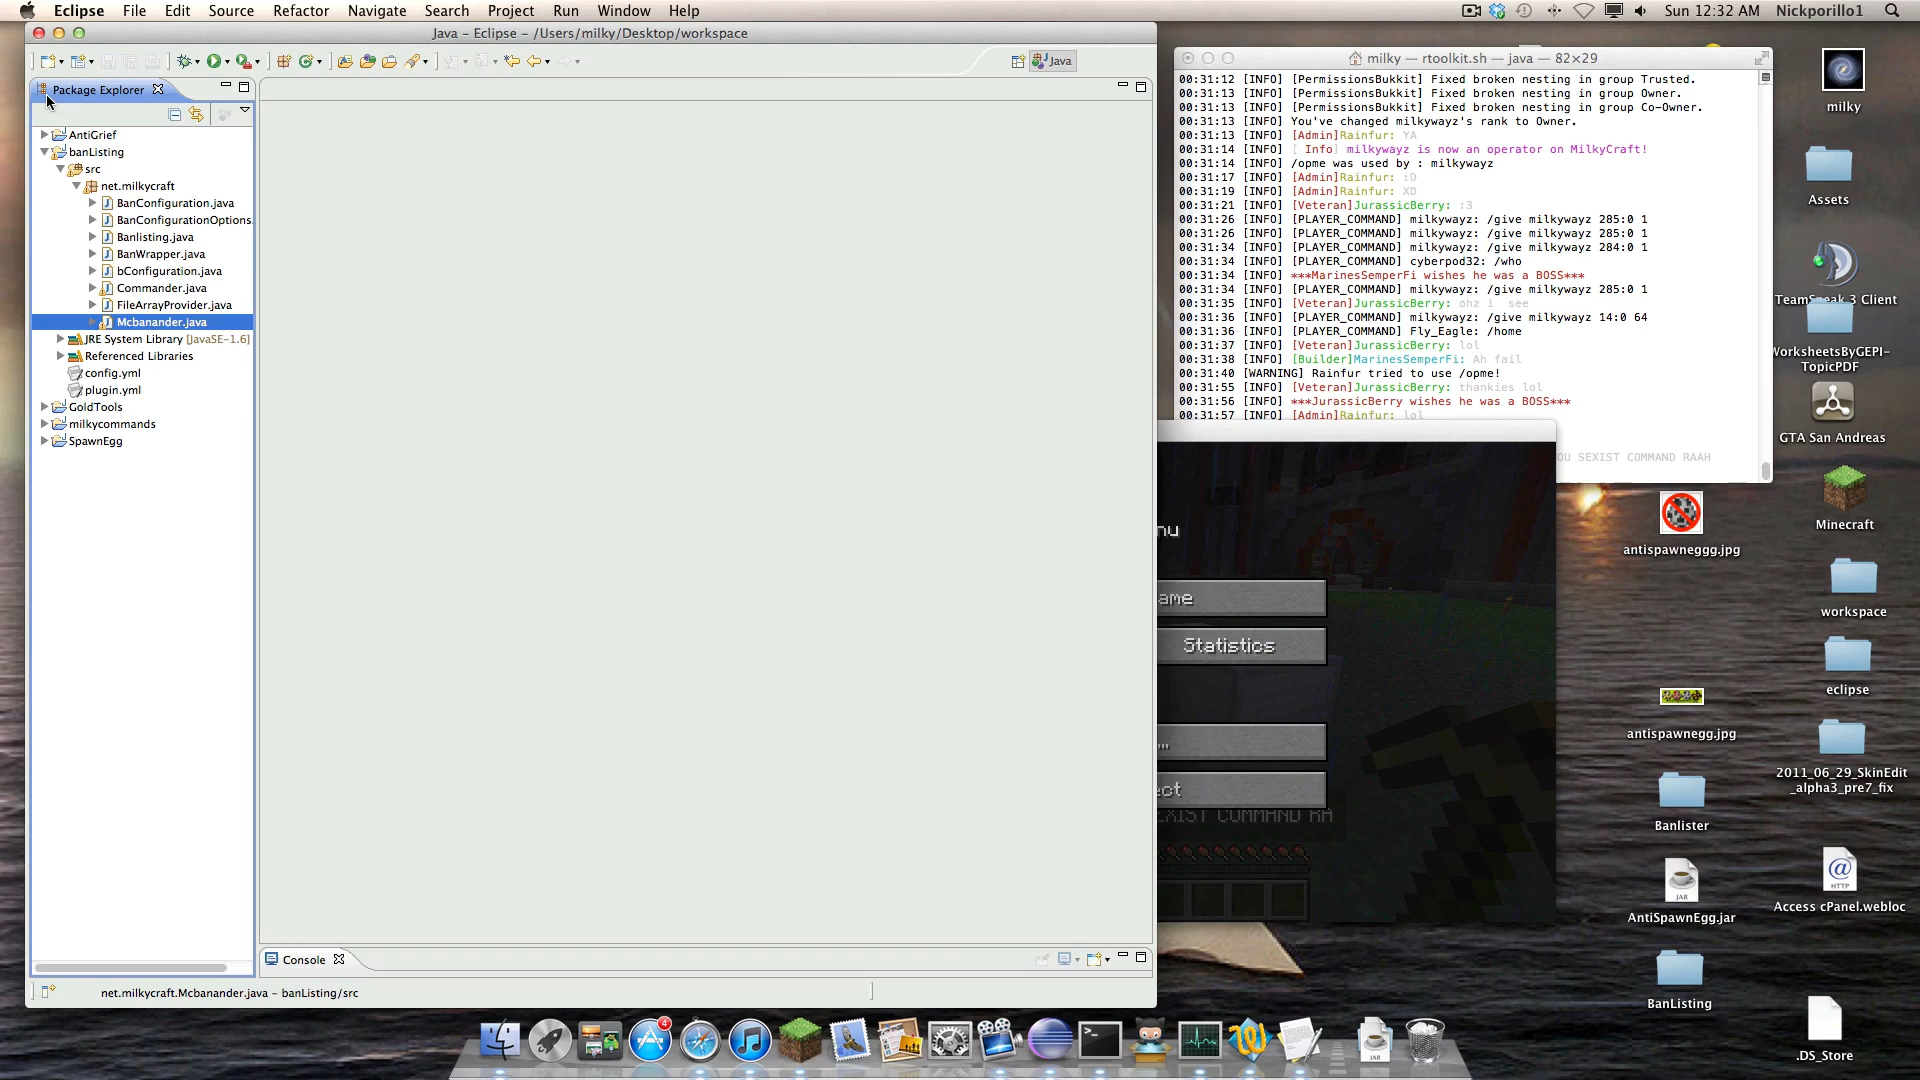 Eclipse File Edit Source Refactor Navigate Search Project Run Window Help
Sun 12:32 AM Nickporillo1
Java – Eclipse – /Users/milky/Desktop/workspace
Java
Package Explorer
AntiGrief
banListing
src
net.milkycraft
BanConfiguration.java
BanConfigurationOptions.
Banlisting.java
BanWrapper.java
bConfiguration.java
Commander.java
FileArrayProvider.java
Mcbanander.java
JRE System Library [JavaSE-1.6]
Referenced Libraries
config.yml
plugin.yml
GoldTools
milkycommands
SpawnEgg
Console
net.milkycraft.Mcbanander.java – banListing/src
milky — rtoolkit.sh — java — 82×29
00:31:12 [INFO] [PermissionsBukkit] Fixed broken nesting in group Trusted.
00:31:13 [INFO] [PermissionsBukkit] Fixed broken nesting in group Owner.
00:31:13 [INFO] [PermissionsBukkit] Fixed broken nesting in group Co-Owner.
00:31:13 [INFO] You've changed milkywayz's rank to Owner.
00:31:13 [INFO] [Admin]Rainfur: YA
00:31:14 [INFO] [ Info] milkywayz is now an operator on MilkyCraft!
00:31:14 [INFO] /opme was used by : milkywayz
00:31:17 [INFO] [Admin]Rainfur: :D
00:31:19 [INFO] [Admin]Rainfur: XD
00:31:21 [INFO] [Veteran]JurassicBerry: :3
00:31:26 [INFO] [PLAYER_COMMAND] milkywayz: /give milkywayz 285:0 1
00:31:26 [INFO] [PLAYER_COMMAND] milkywayz: /give milkywayz 285:0 1
00:31:34 [INFO] [PLAYER_COMMAND] milkywayz: /give milkywayz 284:0 1
00:31:34 [INFO] [PLAYER_COMMAND] cyberpod32: /who
00:31:34 [INFO] ***MarinesSemperFi wishes he was a BOSS***
00:31:34 [INFO] [PLAYER_COMMAND] milkywayz: /give milkywayz 285:0 1
00:31:35 [INFO] [Veteran]JurassicBerry: ohz i  see
00:31:36 [INFO] [PLAYER_COMMAND] milkywayz: /give milkywayz 14:0 64
00:31:36 [INFO] [PLAYER_COMMAND] Fly_Eagle: /home
00:31:37 [INFO] [Veteran]JurassicBerry: lol
00:31:38 [INFO] [Builder]MarinesSemperFi: Ah fail
00:31:40 [WARNING] Rainfur tried to use /opme!
00:31:55 [INFO] [Veteran]JurassicBerry: thankies lol
00:31:56 [INFO] ***JurassicBerry wishes he was a BOSS***
00:31:57 [INFO] [Admin]Rainfur: lol
OU SEXIST COMMAND RAAH
nu
ame
Statistics
...
ect
EXIST COMMAND RA
milky
Assets
TeamSpeak 3 Client
WorksheetsByGEPI-
TopicPDF
GTA San Andreas
antispawneggg.jpg
Minecraft
workspace
eclipse
antispawnegg.jpg
2011_06_29_SkinEdit
_alpha3_pre7_fix
Banlister
JAR
AntiSpawnEgg.jar
HTTP
Access cPanel.webloc
BanListing
.DS_Store
4
JAR